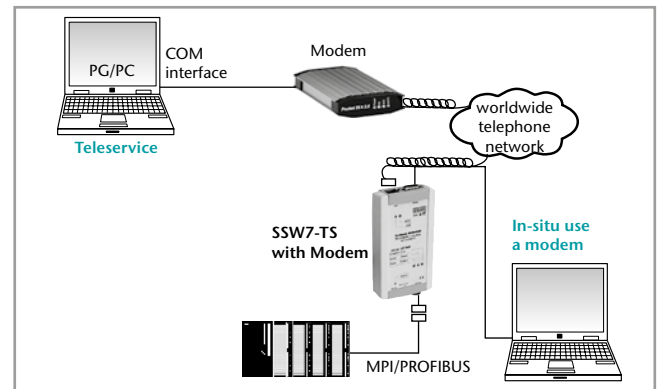 PG/PC
COM
interface
Modem
Teleservice
worldwide
telephone
network
SSW7-TS
with Modem
In-situ use
a modem
MPI/PROFIBUS